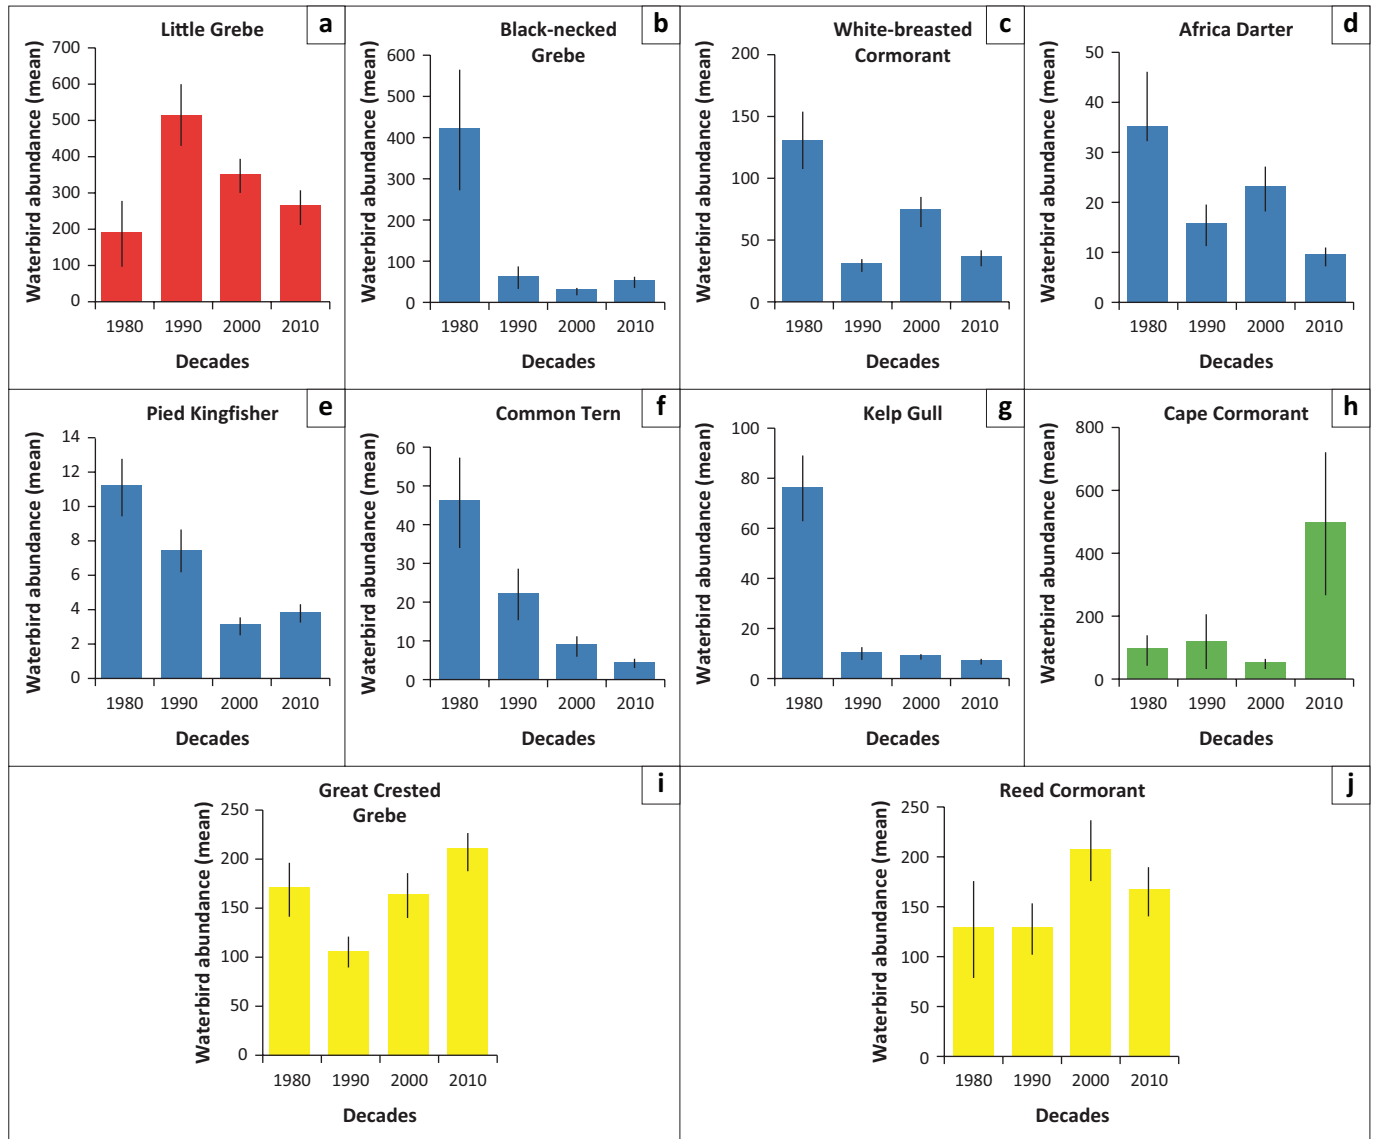 Little Grebe
a
Waterbird abundance (mean)
700
600
500
400
300
200
100
0
1980 1990 2000 2010
Decades
Black-necked
Grebe
b
Waterbird abundance (mean)
600
600
400
300
200
100
0
1980 1990 2000 2010
Decades
White-breasted
Cormorant
c
Waterbird abundance (mean)
200
150
100
50
0
1980 1990 2000 2010
Decades
Africa Darter
d
Waterbird abundance (mean)
50
40
30
20
10
0
1980 1990 2000 2010
Decades
Pied Kingfisher
e
Waterbird abundance (mean)
14
12
10
8
6
4
2
0
1980 1990 2000 2010
Decades
Common Tern
f
Waterbird abundance (mean)
60
50
40
30
20
10
0
1980 1990 2000 2010
Decades
Kelp Gull
g
Waterbird abundance (mean)
100
80
60
40
20
0
1980 1990 2000 2010
Decades
Cape Cormorant
h
Waterbird abundance (mean)
800
600
400
200
0
1980 1990 2000 2010
Decades
Great Crested
Grebe
i
Waterbird abundance (mean)
250
200
150
100
50
0
1980 1990 2000 2010
Decades
Reed Cormorant
j
Waterbird abundance (mean)
250
200
150
100
50
0
1980 1990 2000 2010
Decades